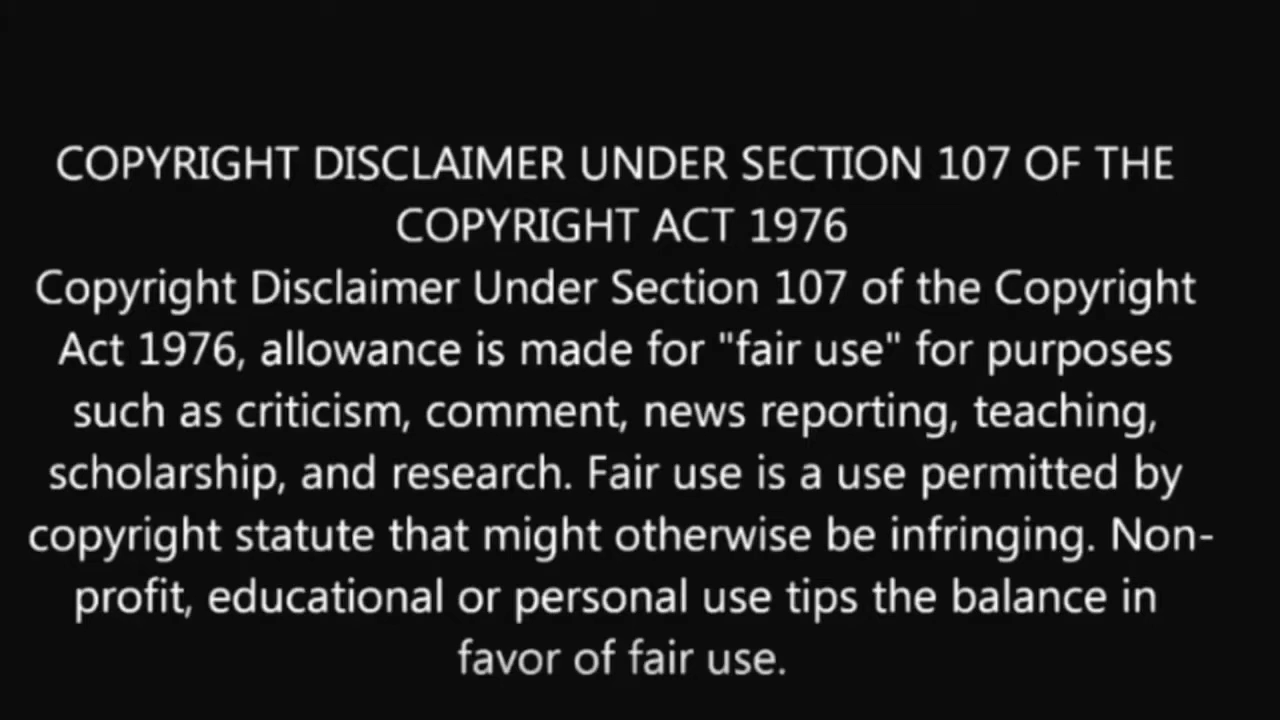 COPYRIGHT DISCLAIMER UNDER SECTION 107 OF THE
COPYRIGHT ACT 1976
Copyright Disclaimer Under Section 107 of the Copyright
Act 1976, allowance is made for "fair use" for purposes
such as criticism, comment, news reporting, teaching,
scholarship, and research. Fair use is a use permitted by
copyright statute that might otherwise be infringing. Non-
profit, educational or personal use tips the balance in
favor of fair use.